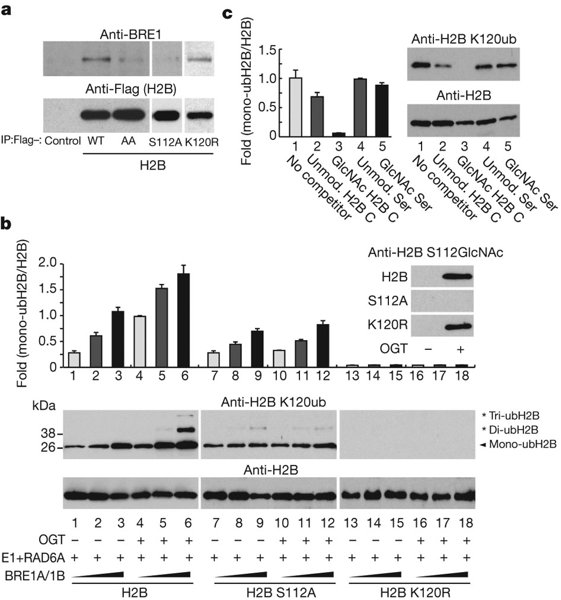 a
Anti-BRE1
Anti-Flag (H2B)
IP:Flag–: Control WT AA S112A K120R
H2B
c
Fold (mono-ubH2B/H2B)
1.5
1.0
0.5
0
1 2 3 4 5
No competitor
Unmod. H2B C
GlcNAc H2B C
Unmod. Ser
GlcNAc Ser
Anti-H2B K120ub
Anti-H2B
1 2 3 4 5
No competitor
Unmod. H2B C
GlcNAc H2B C
Unmod. Ser
GlcNAc Ser
b
Fold (mono-ubH2B/H2B)
2.0
1.5
1.0
0.5
0
1 2 3 4 5 6 7 8 9 10 11 12 13 14 15 16 17 18
Anti-H2B S112GlcNAc
H2B
S112A
K120R
OGT – +
kDa
Anti-H2B K120ub
38
26
* Tri-ubH2B
* Di-ubH2B
◄ Mono-ubH2B
Anti-H2B
1 2 3 4 5 6 7 8 9 10 11 12 13 14 15 16 17 18
OGT – – – + + + – – – + + + – – – + + +
E1+RAD6A + + + + + + + + + + + + + + + + + +
BRE1A/1B
H2B H2B S112A H2B K120R